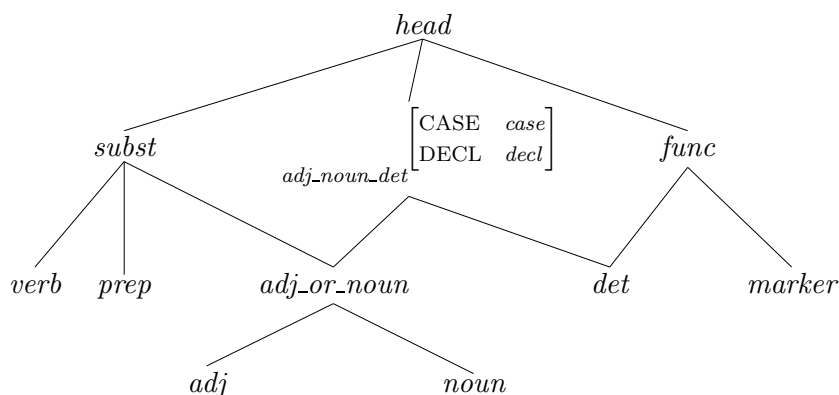 head
CASE case
subst DECL decl func
adj_noun_det
verb prep adj_or_noun det marker
adj noun